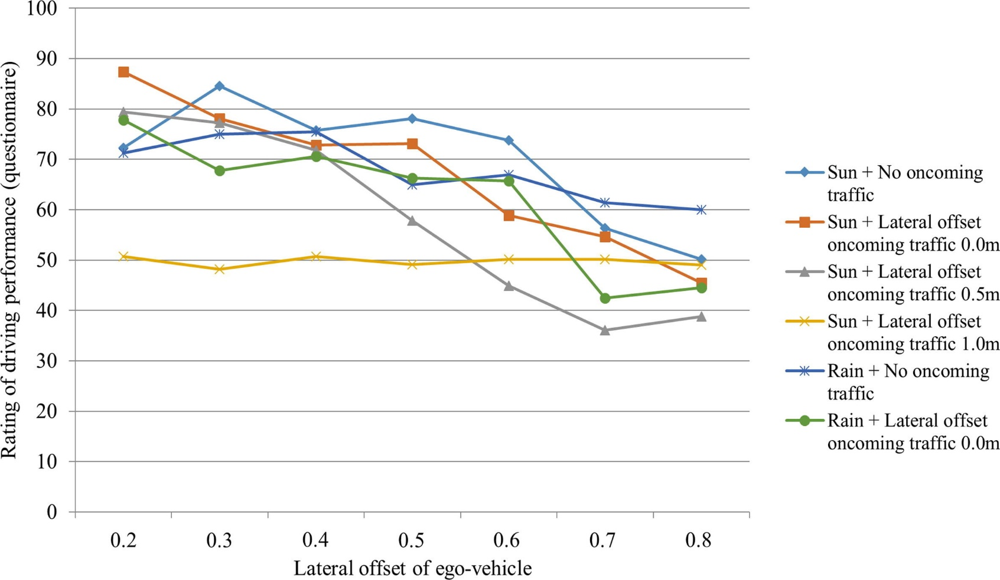 100
90
80
70
60
50
40
30
20
10
0
Rating of driving performance (questionnaire)
0.2 0.3 0.4 0.5 0.6 0.7 0.8
Lateral offset of ego-vehicle
Sun + No oncoming
traffic
Sun + Lateral offset
oncoming traffic 0.0m
Sun + Lateral offset
oncoming traffic 0.5m
Sun + Lateral offset
oncoming traffic 1.0m
Rain + No oncoming
traffic
Rain + Lateral offset
oncoming traffic 0.0m